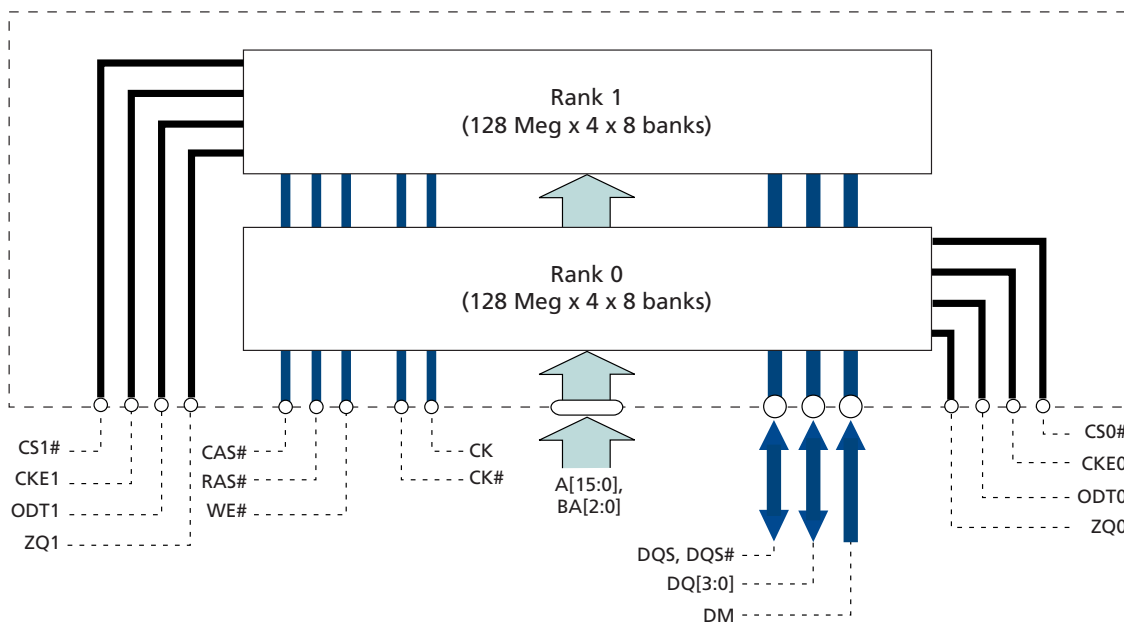 Rank 1
(128 Meg x 4 x 8 banks)
Rank 0
(128 Meg x 4 x 8 banks)
CS1#
CKE1
ODT1
ZQ1
CAS#
RAS#
WE#
CK
CK#
A[15:0],
BA[2:0]
DQS, DQS#
DQ[3:0]
DM
CS0#
CKE0
ODT0
ZQ0